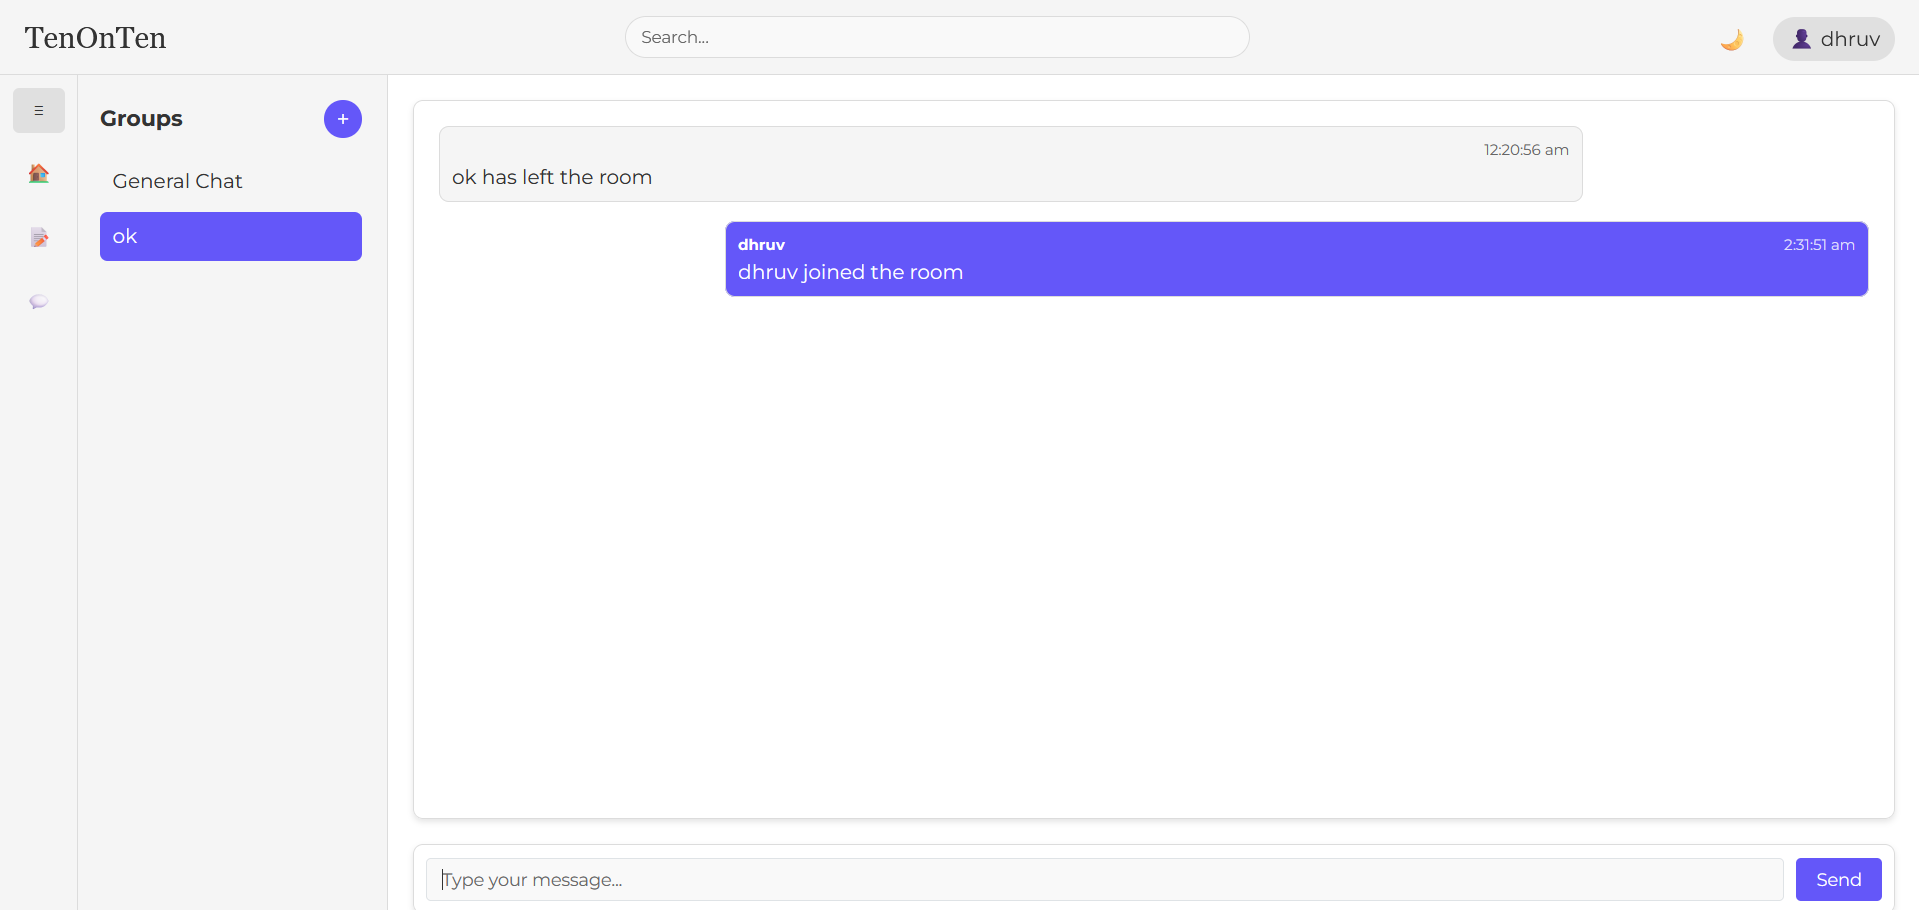 TenOnTen
Search...
dhruv
Groups
+
General Chat
ok
12:20:56 am
ok has left the room
dhruv
2:31:51 am
dhruv joined the room
Type your message...
Send